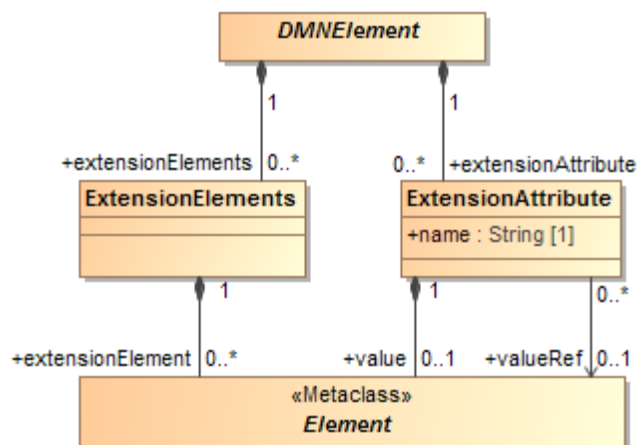 DMNElement
1 1
+extensionElements 0..* 0..* +extensionAttribute
ExtensionElements ExtensionAttribute
+name : String [1]
1 1 0..*
+extensionElement 0..* +value 0..1 +valueRef 0..1
«Metaclass»
Element